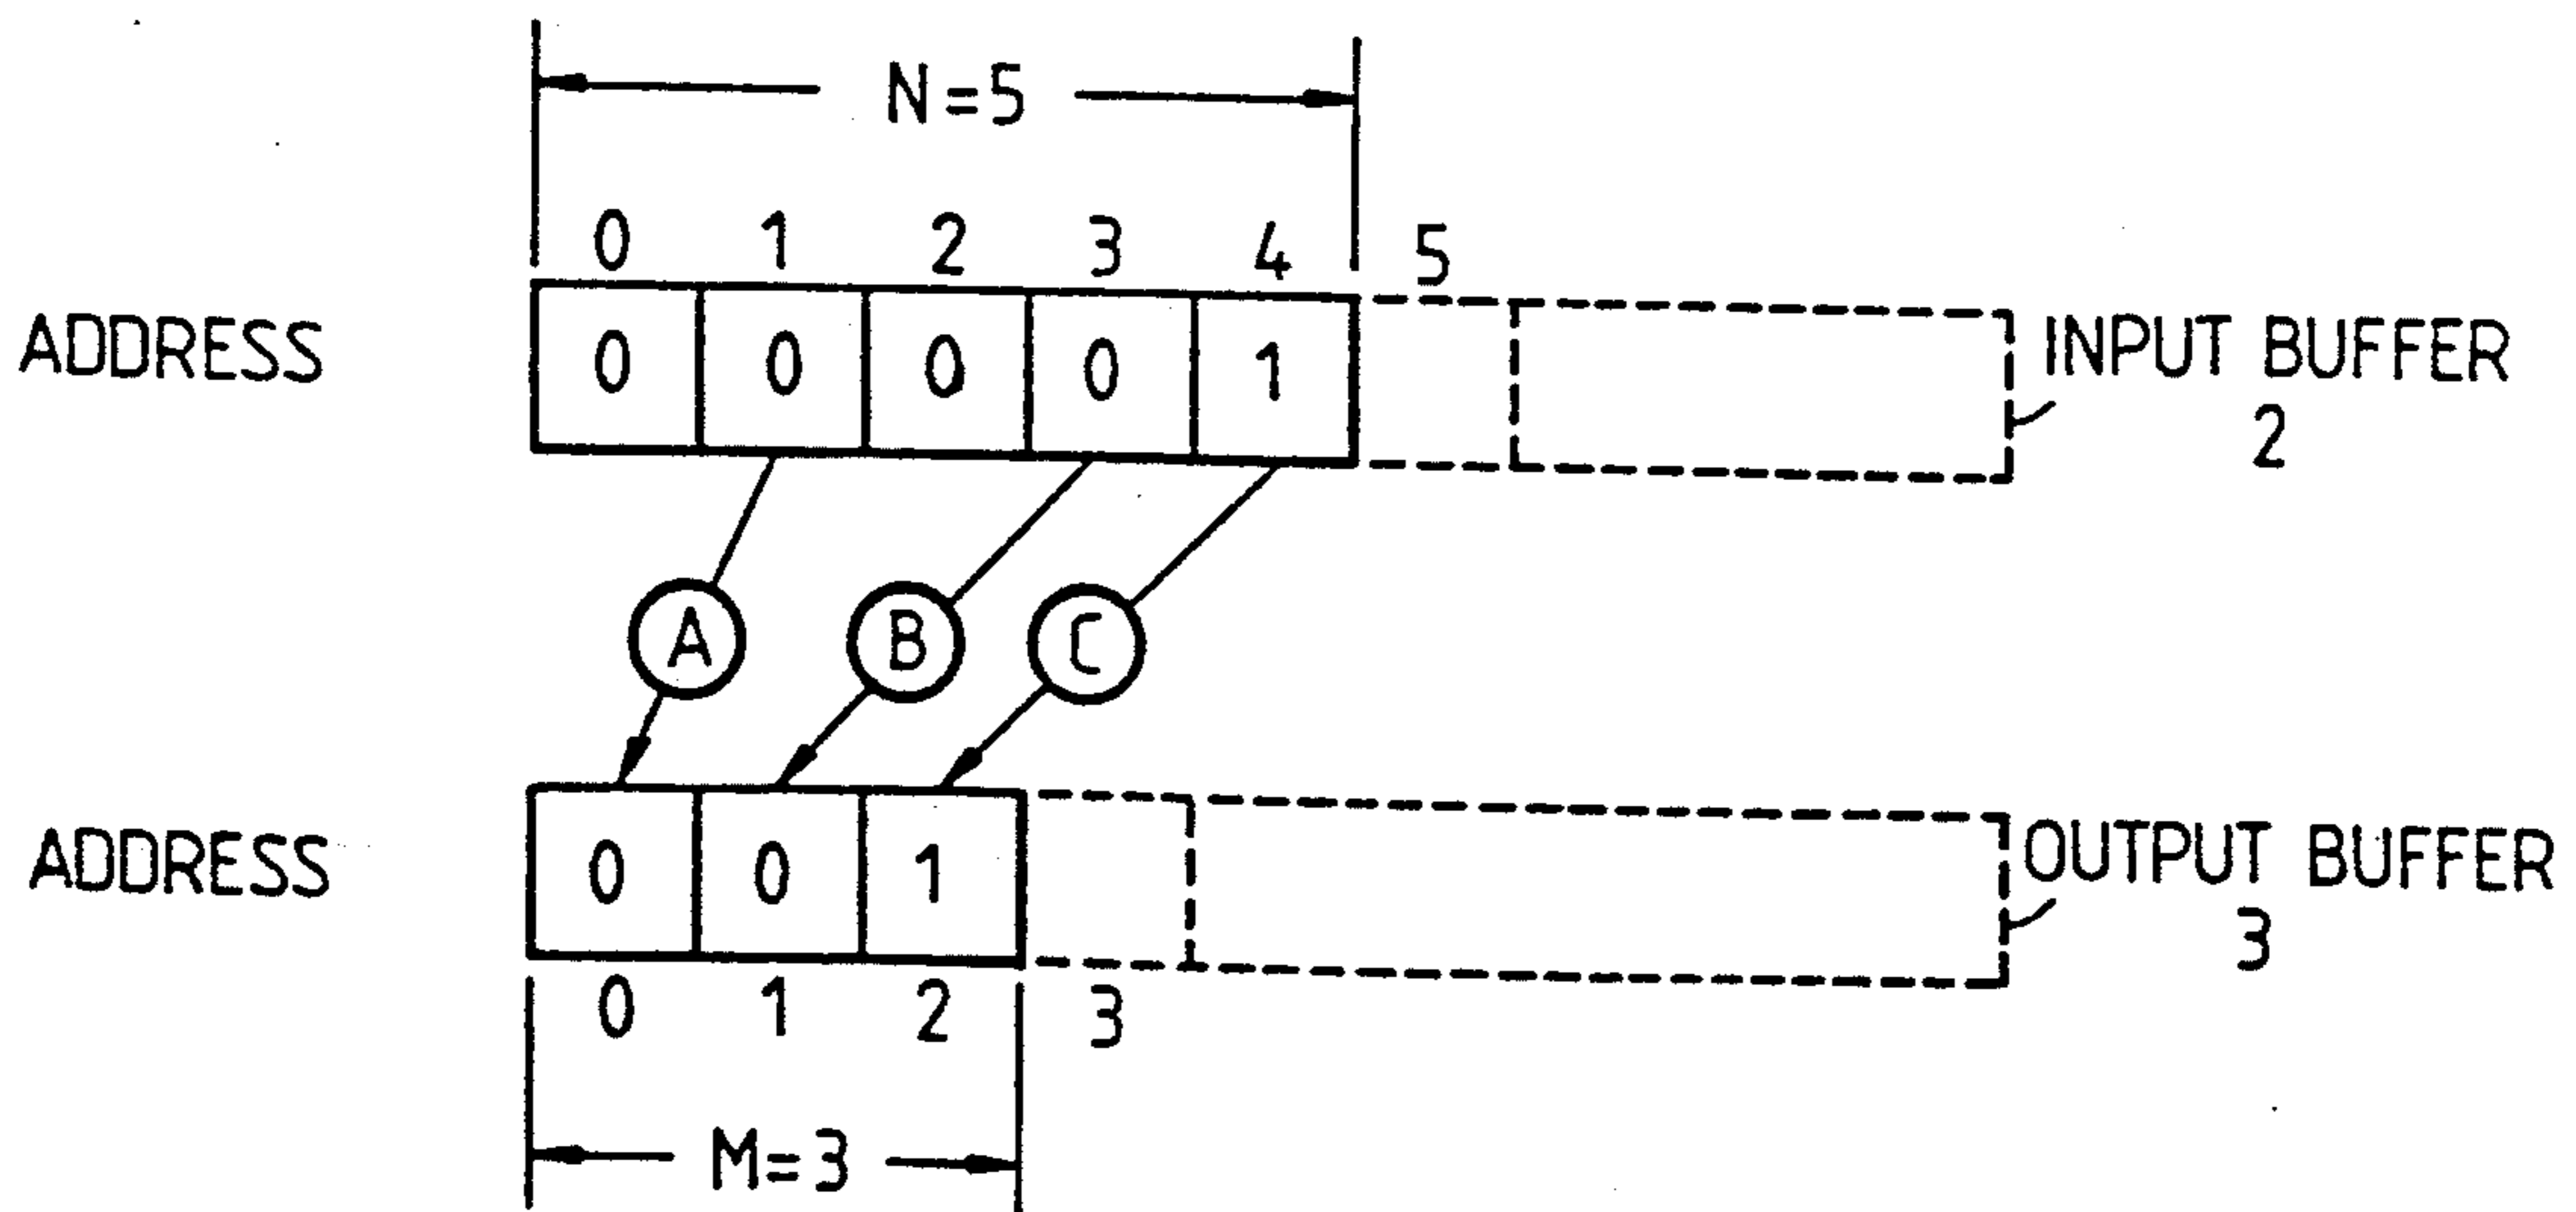 N=5
0 1 2 3 4 5
ADDRESS 0 0 0 0 1 INPUT BUFFER
2
A B C
ADDRESS 0 0 1 OUTPUT BUFFER
3
0 1 2 3
M=3